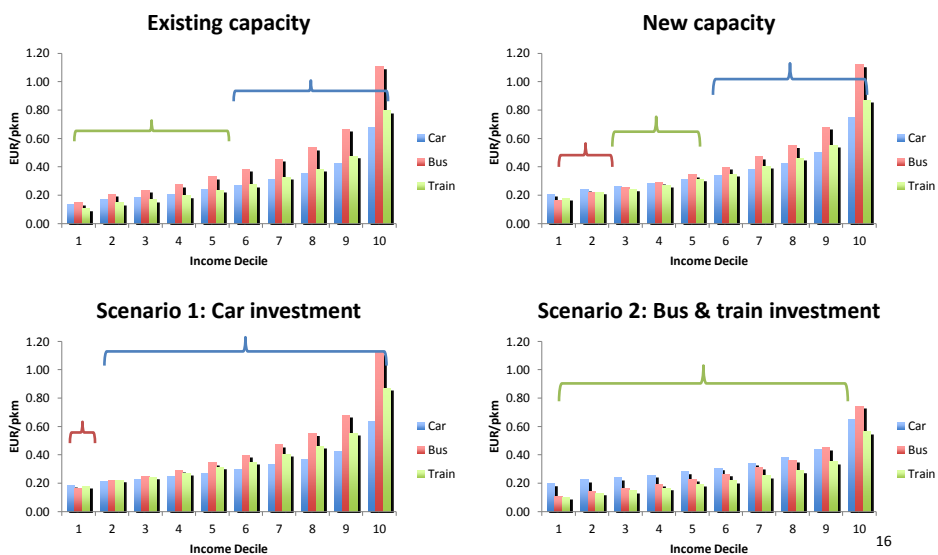 Existing capacity
EUR/pkm
1.20
1.00
0.80
0.60
0.40
0.20
0.00
1 2 3 4 5 6 7 8 9 10
Income Decile
Car
Bus
Train
New capacity
EUR/pkm
1.20
1.00
0.80
0.60
0.40
0.20
0.00
1 2 3 4 5 6 7 8 9 10
Income Decile
Car
Bus
Train
Scenario 1: Car investment
EUR/pkm
1.20
1.00
0.80
0.60
0.40
0.20
0.00
1 2 3 4 5 6 7 8 9 10
Income Decile
Car
Bus
Train
Scenario 2: Bus & train investment
EUR/pkm
1.20
1.00
0.80
0.60
0.40
0.20
0.00
1 2 3 4 5 6 7 8 9 10
Income Decile
Car
Bus
Train
16